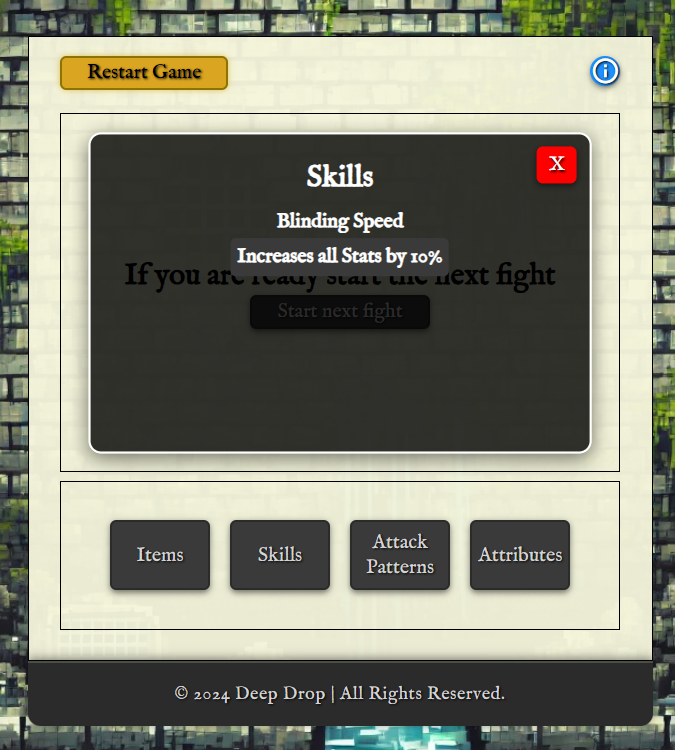 Restart Game
i
Skills
X
Blinding Speed
Increases all Stats by 10%
If you are ready start the next fight
Start next fight
Items
Skills
Attack
Patterns
Attributes
© 2024 Deep Drop | All Rights Reserved.